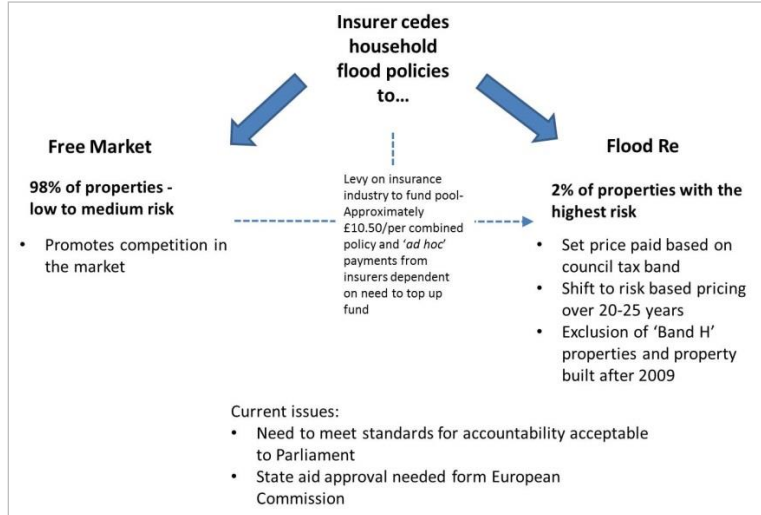 Insurer cedes
household
flood policies
to...
Free Market
98% of properties -
low to medium risk
• Promotes competition in
the market
Levy on insurance
industry to fund pool-
Approximately
£10.50/per combined
policy and ‘ad hoc’
payments from
insurers dependent
on need to top up
fund
Flood Re
2% of properties with the
highest risk
• Set price paid based on
council tax band
• Shift to risk based pricing
over 20-25 years
• Exclusion of ‘Band H’
properties and property
built after 2009
Current issues:
• Need to meet standards for accountability acceptable
to Parliament
• State aid approval needed form European
Commission